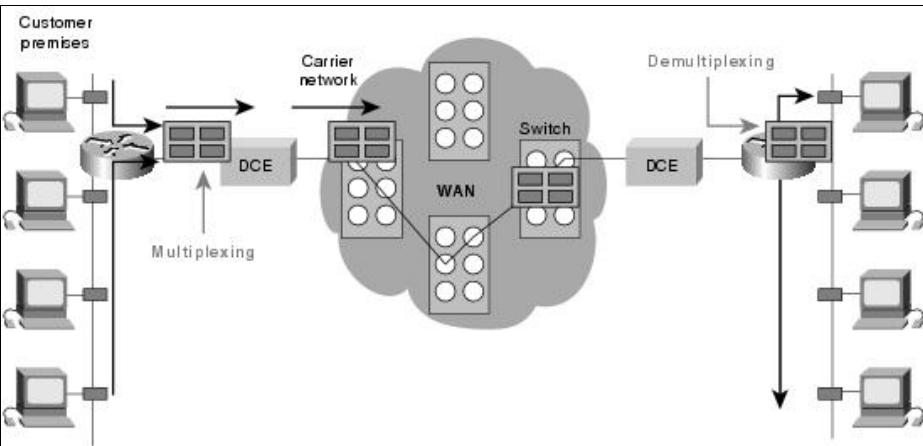 Customer
premises
Carrier
network
Demultiplexing
Switch
DCE
WAN
DCE
Multiplexing